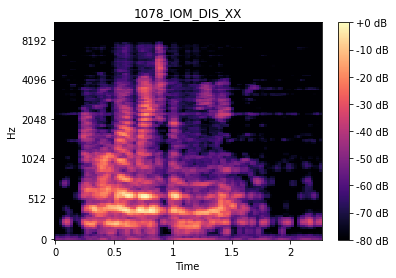 1078_IOM_DIS_XX
+0 dB
8192
-10 dB
4096
-20 dB
-30 dB
2048
Hz
-40 dB
1024
-50 dB
512
-60 dB
-70 dB
0
-80 dB
0 0.5 1 1.5 2
Time